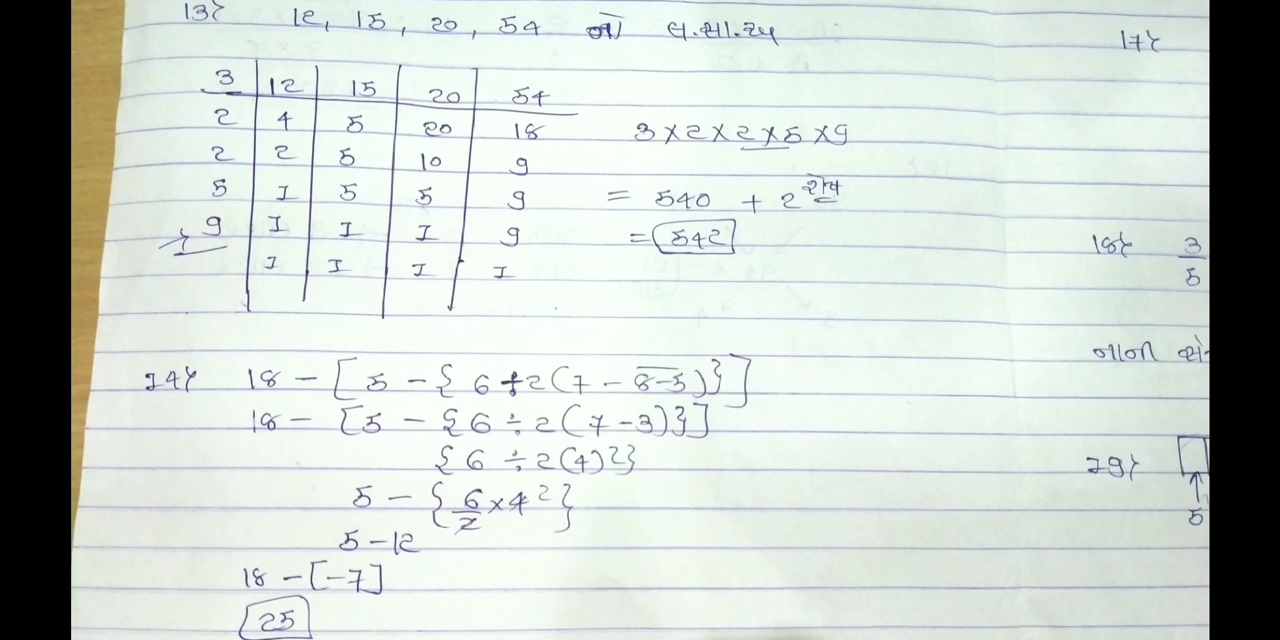 13} 12, 15, 20, 54 નો લ.સા.અ
3 12 15 20 54
2 4 5 20 18
2 2 5 10 9
5 1 5 5 9
9 1 1 1 9
1 1 1 1
3 × 2 × 2 × 5 × 9
= 540 + 2 શેષ
= 542
14} 18 - [ 5 - { 6 ÷ 2 ( 7 - 8-5 ) } ]
18 - [ 5 - { 6 ÷ 2 ( 7 - 3 ) } ]
{ 6 ÷ 2 (4) 2 }
5 - { 6/2 × 4 2 }
5 - 12
18 - [ -7 ]
25
17}
18} 3/5
નાની
19}
5